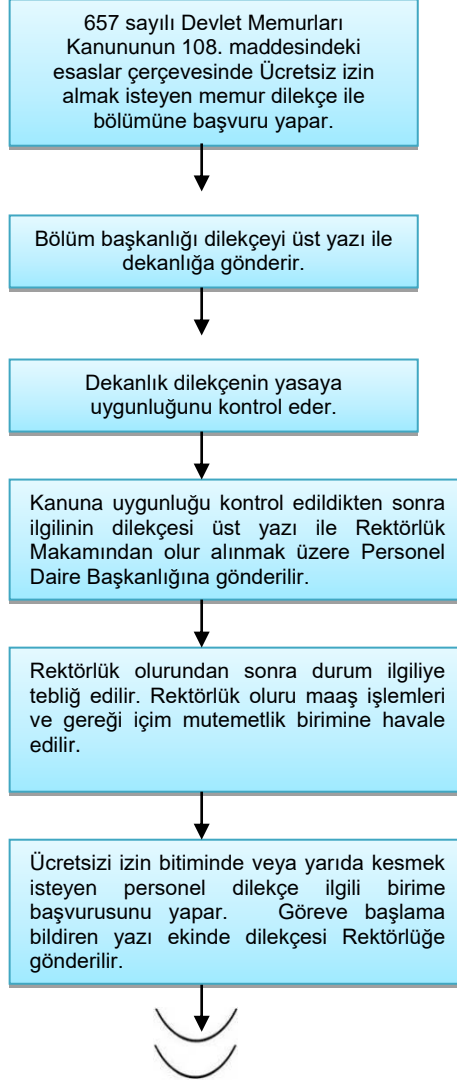 657 sayılı Devlet Memurları
Kanununun 108. maddesindeki
esaslar çerçevesinde Ücretsiz izin
almak isteyen memur dilekçe ile
bölümüne başvuru yapar.
Bölüm başkanlığı dilekçeyi üst yazı ile
dekanlığa gönderir.
Dekanlık dilekçenin yasaya
uygunluğunu kontrol eder.
Kanuna uygunluğu kontrol edildikten sonra
ilgilinin dilekçesi üst yazı ile Rektörlük
Makamından olur alınmak üzere Personel
Daire Başkanlığına gönderilir.
Rektörlük olurundan sonra durum ilgiliye
tebliğ edilir. Rektörlük oluru maaş işlemleri
ve gereği içim mutemetlik birimine havale
edilir.
Ücretsizi izin bitiminde veya yarıda kesmek
isteyen personel dilekçe ilgili birime
başvurusunu yapar. Göreve başlama
bildiren yazı ekinde dilekçesi Rektörlüğe
gönderilir.